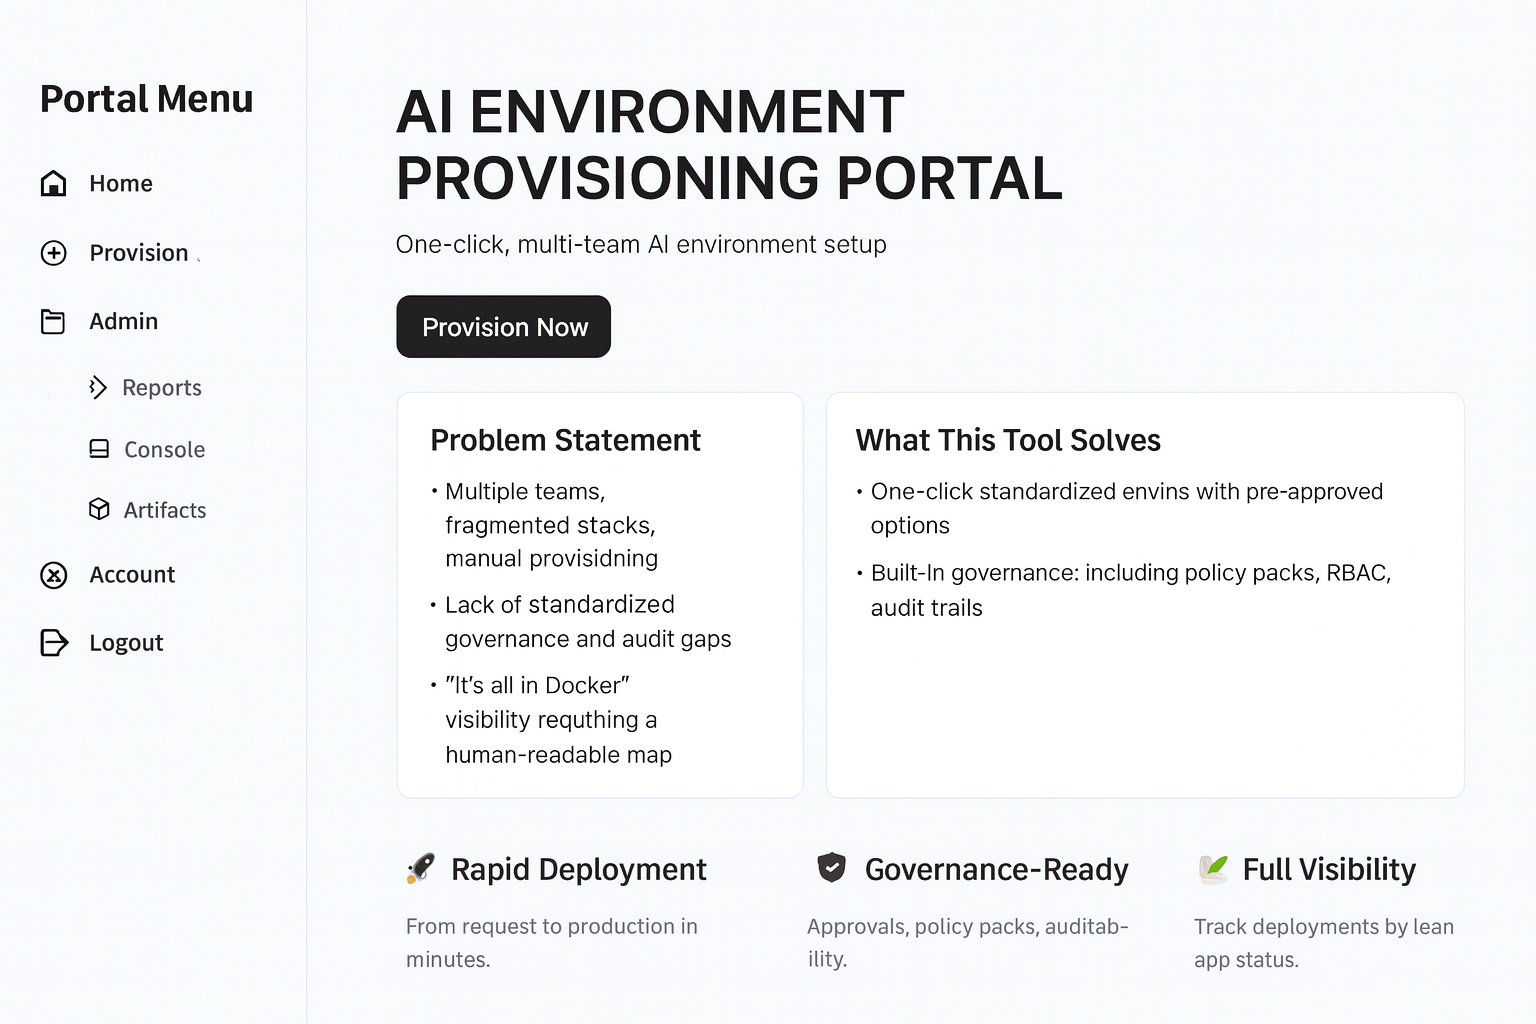 Portal Menu
Home
Provision
Admin
Reports
Console
Artifacts
Account
Logout
AI ENVIRONMENT
PROVISIONING PORTAL
One-click, multi-team AI environment setup
Provision Now
Problem Statement
• Multiple teams,
fragmented stacks,
manual provisidning
• Lack of standardized
governance and audit gaps
• "It's all in Docker"
visibility requthing a
human-readable map
What This Tool Solves
• One-click standardized envins with pre-approved
options
• Built-In governance: including policy packs, RBAC,
audit trails
Rapid Deployment
From request to production in
minutes.
Governance-Ready
Approvals, policy packs, auditab-
ility.
Full Visibility
Track deployments by lean
app status.